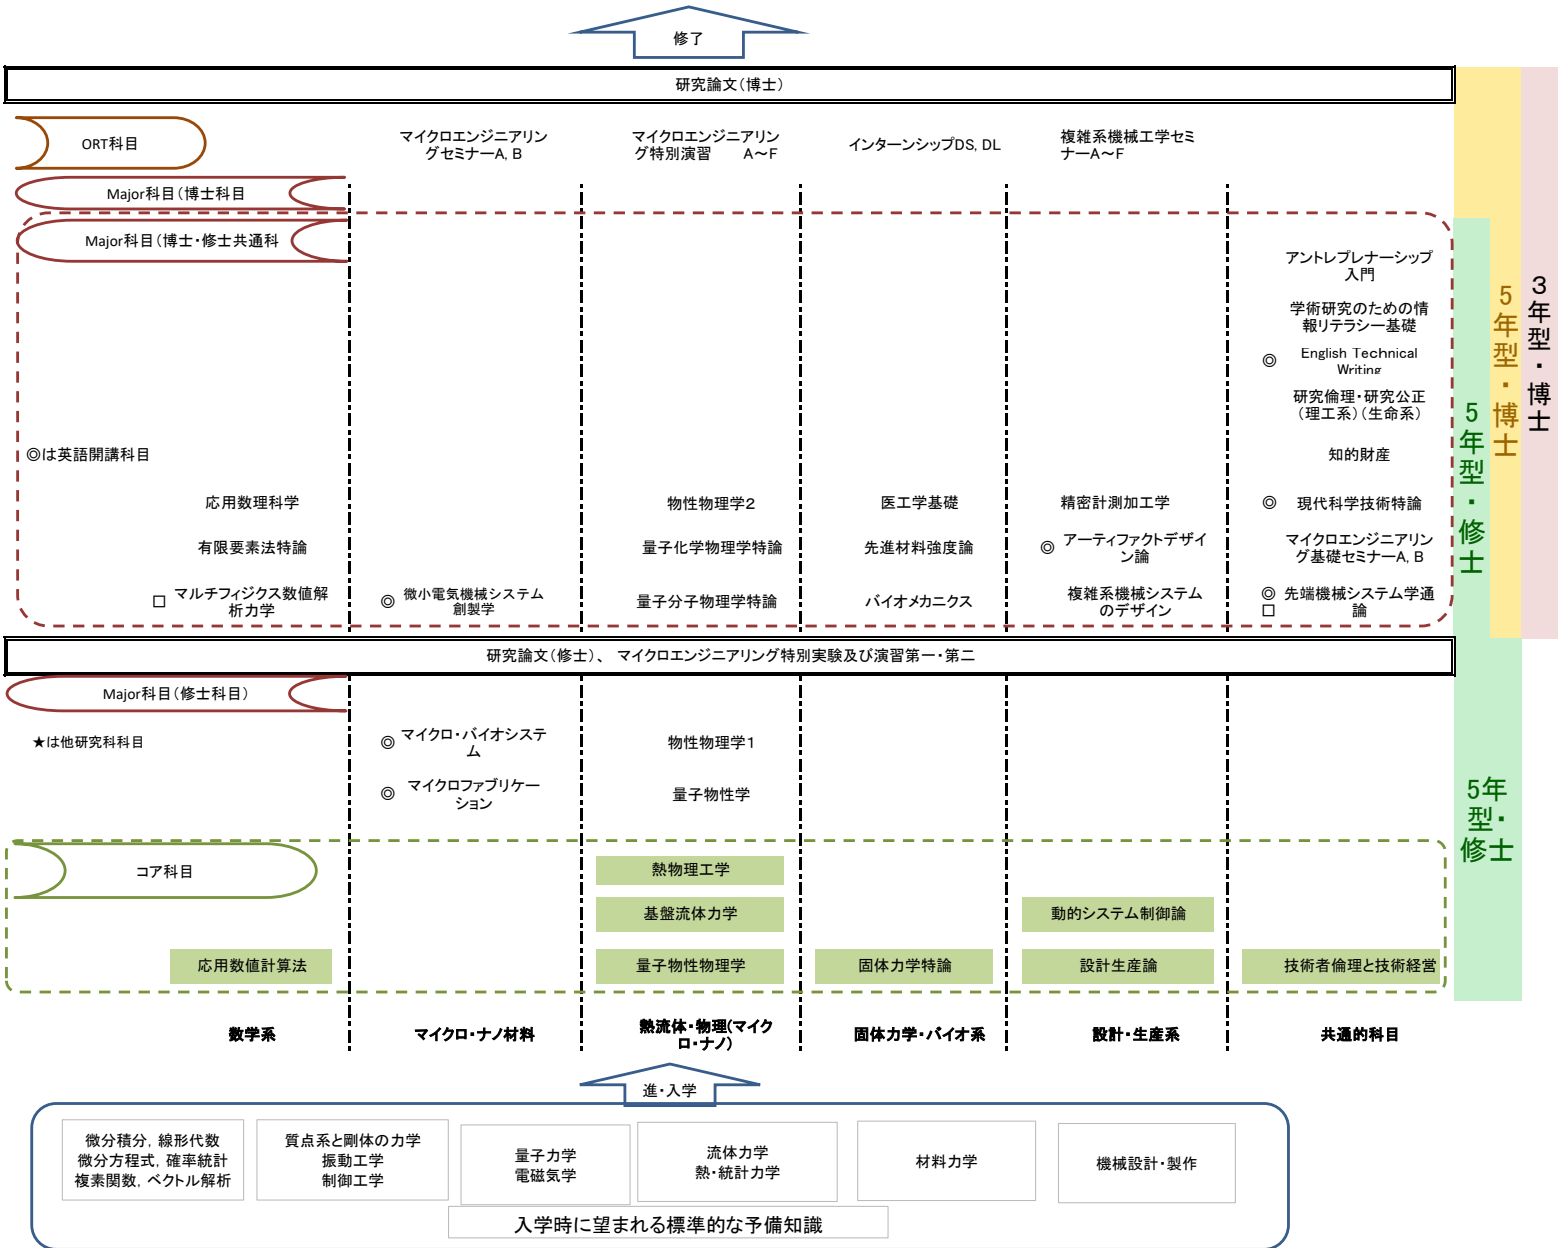 修了
研究論文(博士)
ORT科目
マイクロエンジニアリン
グセミナーA, B
マイクロエンジニアリン
グ特別演習　A～F
インターンシップDS, DL
複雑系機械工学セミ
ナーA～F
Major科目(博士科目
Major科目(博士・修士共通科
アントレプレナーシップ
入門
学術研究のための情
報リテラシー基礎
◎ English Technical
Writing
研究倫理・研究公正
(理工系)(生命系)
◎は英語開講科目
知的財産
応用数理科学
物性物理学2
医工学基礎
精密計測加工学
◎ 現代科学技術特論
有限要素法特論
量子化学物理学特論
先進材料強度論
◎ アーティファクトデザイ
ン論
マイクロエンジニアリン
グ基礎セミナーA, B
□ マルチフィジクス数値解
析力学
◎ 微小電気機械システム
創製学
量子分子物理学特論
バイオメカニクス
複雑系機械システム
のデザイン
◎ 先端機械システム学通
□ 論
3年型・博士
5年型・博士
5年型・修士
研究論文(修士)、 マイクロエンジニアリング特別実験及び演習第一・第二
Major科目(修士科目)
★は他研究科科目
◎ マイクロ・バイオシステ
ム
物性物理学1
◎ マイクロファブリケー
ション
量子物性学
5年
型・
修士
コア科目
熱物理工学
基盤流体力学
動的システム制御論
応用数値計算法
量子物性物理学
固体力学特論
設計生産論
技術者倫理と技術経営
数学系
マイクロ・ナノ材料
熱流体・物理(マイク
ロ・ナノ)
固体力学・バイオ系
設計・生産系
共通的科目
進・入学
微分積分, 線形代数
微分方程式, 確率統計
複素関数, ベクトル解析
質点系と剛体の力学
振動工学
制御工学
量子力学
電磁気学
流体力学
熱・統計力学
材料力学
機械設計・製作
入学時に望まれる標準的な予備知識